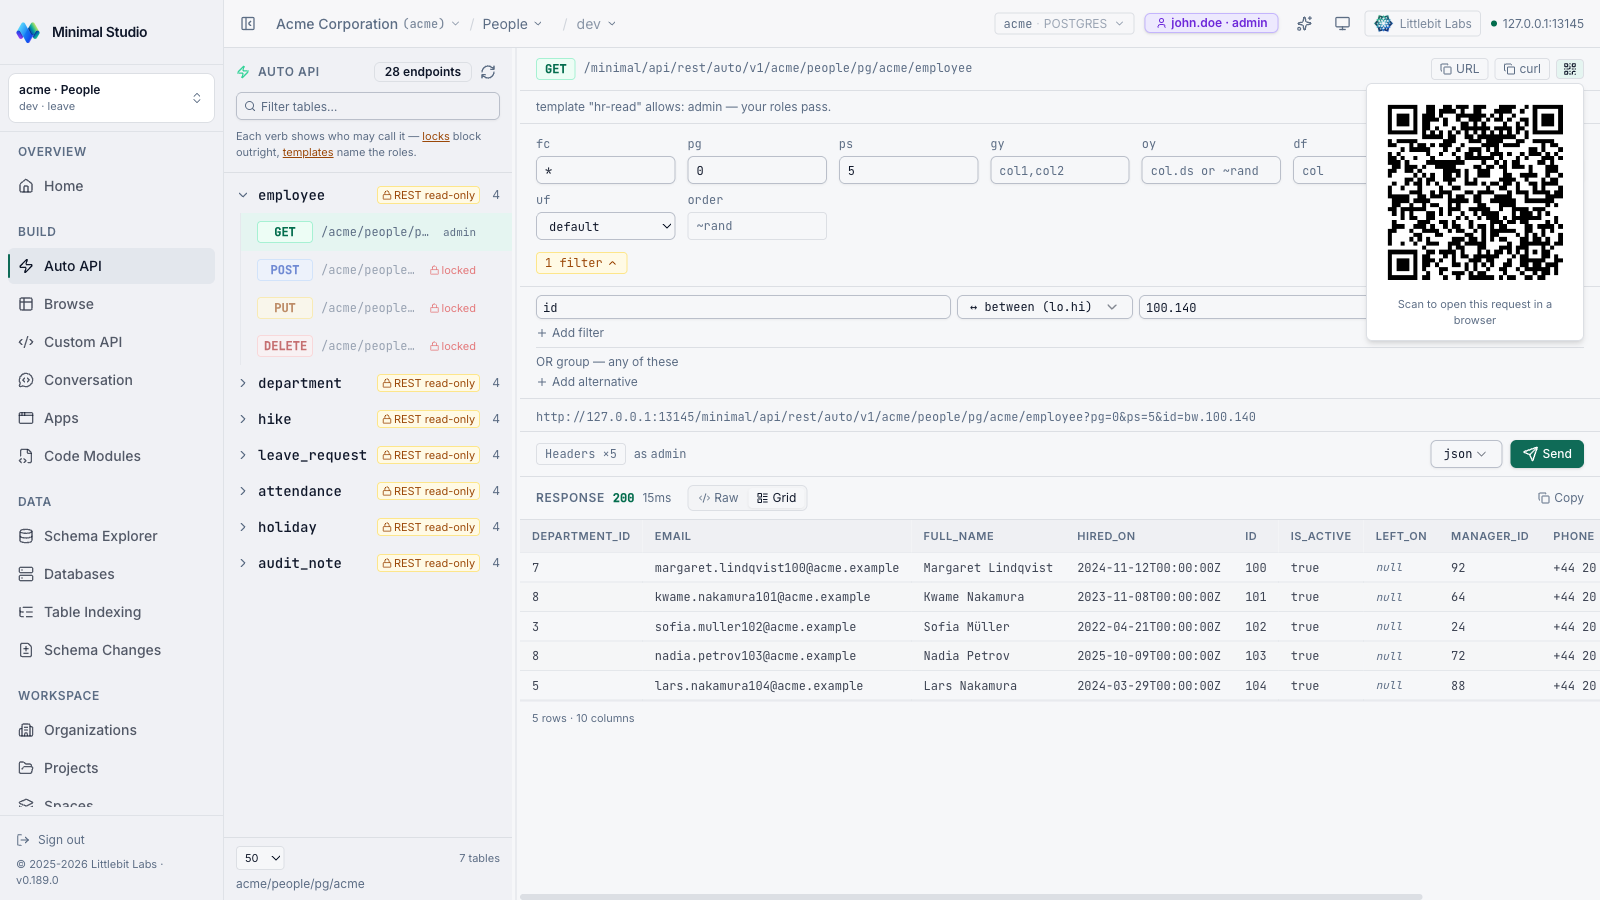 Minimal Studio
acme · People
dev · leave
OVERVIEW
Home
BUILD
Auto API
Browse
Custom API
Conversation
Apps
Code Modules
DATA
Schema Explorer
Databases
Table Indexing
Schema Changes
WORKSPACE
Organizations
Projects
Spaces
Sign out
© 2025-2026 Littlebit Labs ·
v0.189.0
Acme Corporation (acme) / People / dev
acme · POSTGRES
john.doe · admin
Littlebit Labs
127.0.0.1:13145
AUTO API
28 endpoints
Filter tables...
Each verb shows who may call it — locks block
outright, templates name the roles.
employee REST read-only 4
GET /acme/people/p… admin
POST /acme/people… locked
PUT /acme/people… locked
DELETE /acme/people… locked
department REST read-only 4
hike REST read-only 4
leave_request REST read-only 4
attendance REST read-only 4
holiday REST read-only 4
audit_note REST read-only 4
50 7 tables
acme/people/pg/acme
GET /minimal/api/rest/auto/v1/acme/people/pg/acme/employee
URL curl
template "hr-read" allows: admin — your roles pass.
fc pg ps gy oy df
* 0 5 col1,col2 col.ds or ~rand col
uf order
default ~rand
1 filter
id ↔ between (lo.hi) 100.140
+ Add filter
OR group — any of these
+ Add alternative
Scan to open this request in a
browser
http://127.0.0.1:13145/minimal/api/rest/auto/v1/acme/people/pg/acme/employee?pg=0&ps=5&id=bw.100.140
Headers ×5 as admin
json Send
RESPONSE 200 15ms Raw Grid Copy
DEPARTMENT_ID EMAIL FULL_NAME HIRED_ON ID IS_ACTIVE LEFT_ON MANAGER_ID PHONE
7 margaret.lindqvist100@acme.example Margaret Lindqvist 2024-11-12T00:00:00Z 100 true null 92 +44 20
8 kwame.nakamura101@acme.example Kwame Nakamura 2023-11-08T00:00:00Z 101 true null 64 +44 20
3 sofia.muller102@acme.example Sofia Müller 2022-04-21T00:00:00Z 102 true null 24 +44 20
8 nadia.petrov103@acme.example Nadia Petrov 2025-10-09T00:00:00Z 103 true null 72 +44 20
5 lars.nakamura104@acme.example Lars Nakamura 2024-03-29T00:00:00Z 104 true null 88 +44 20
5 rows · 10 columns